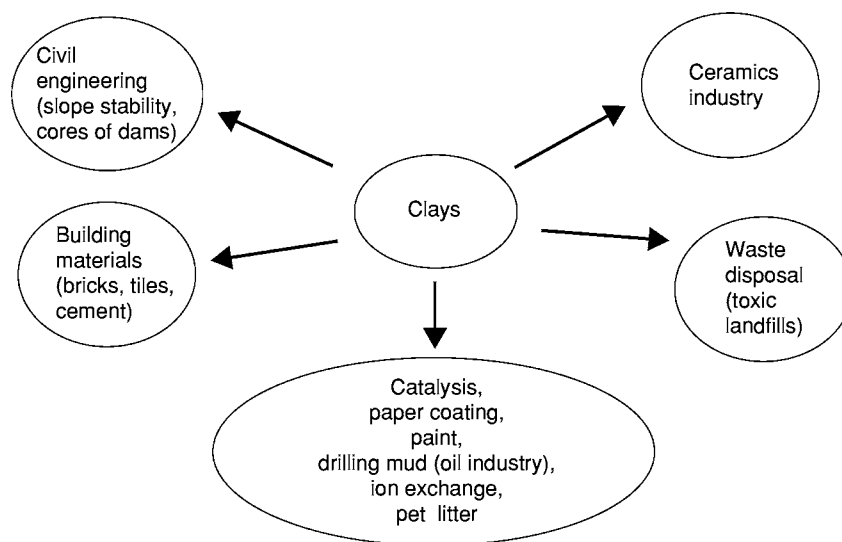 Civil
engineering
(slope stability,
cores of dams)
Ceramics
industry
Clays
Building
materials
(bricks, tiles,
cement)
Waste
disposal
(toxic
landfills)
Catalysis,
paper coating,
paint,
drilling mud (oil industry),
ion exchange,
pet litter